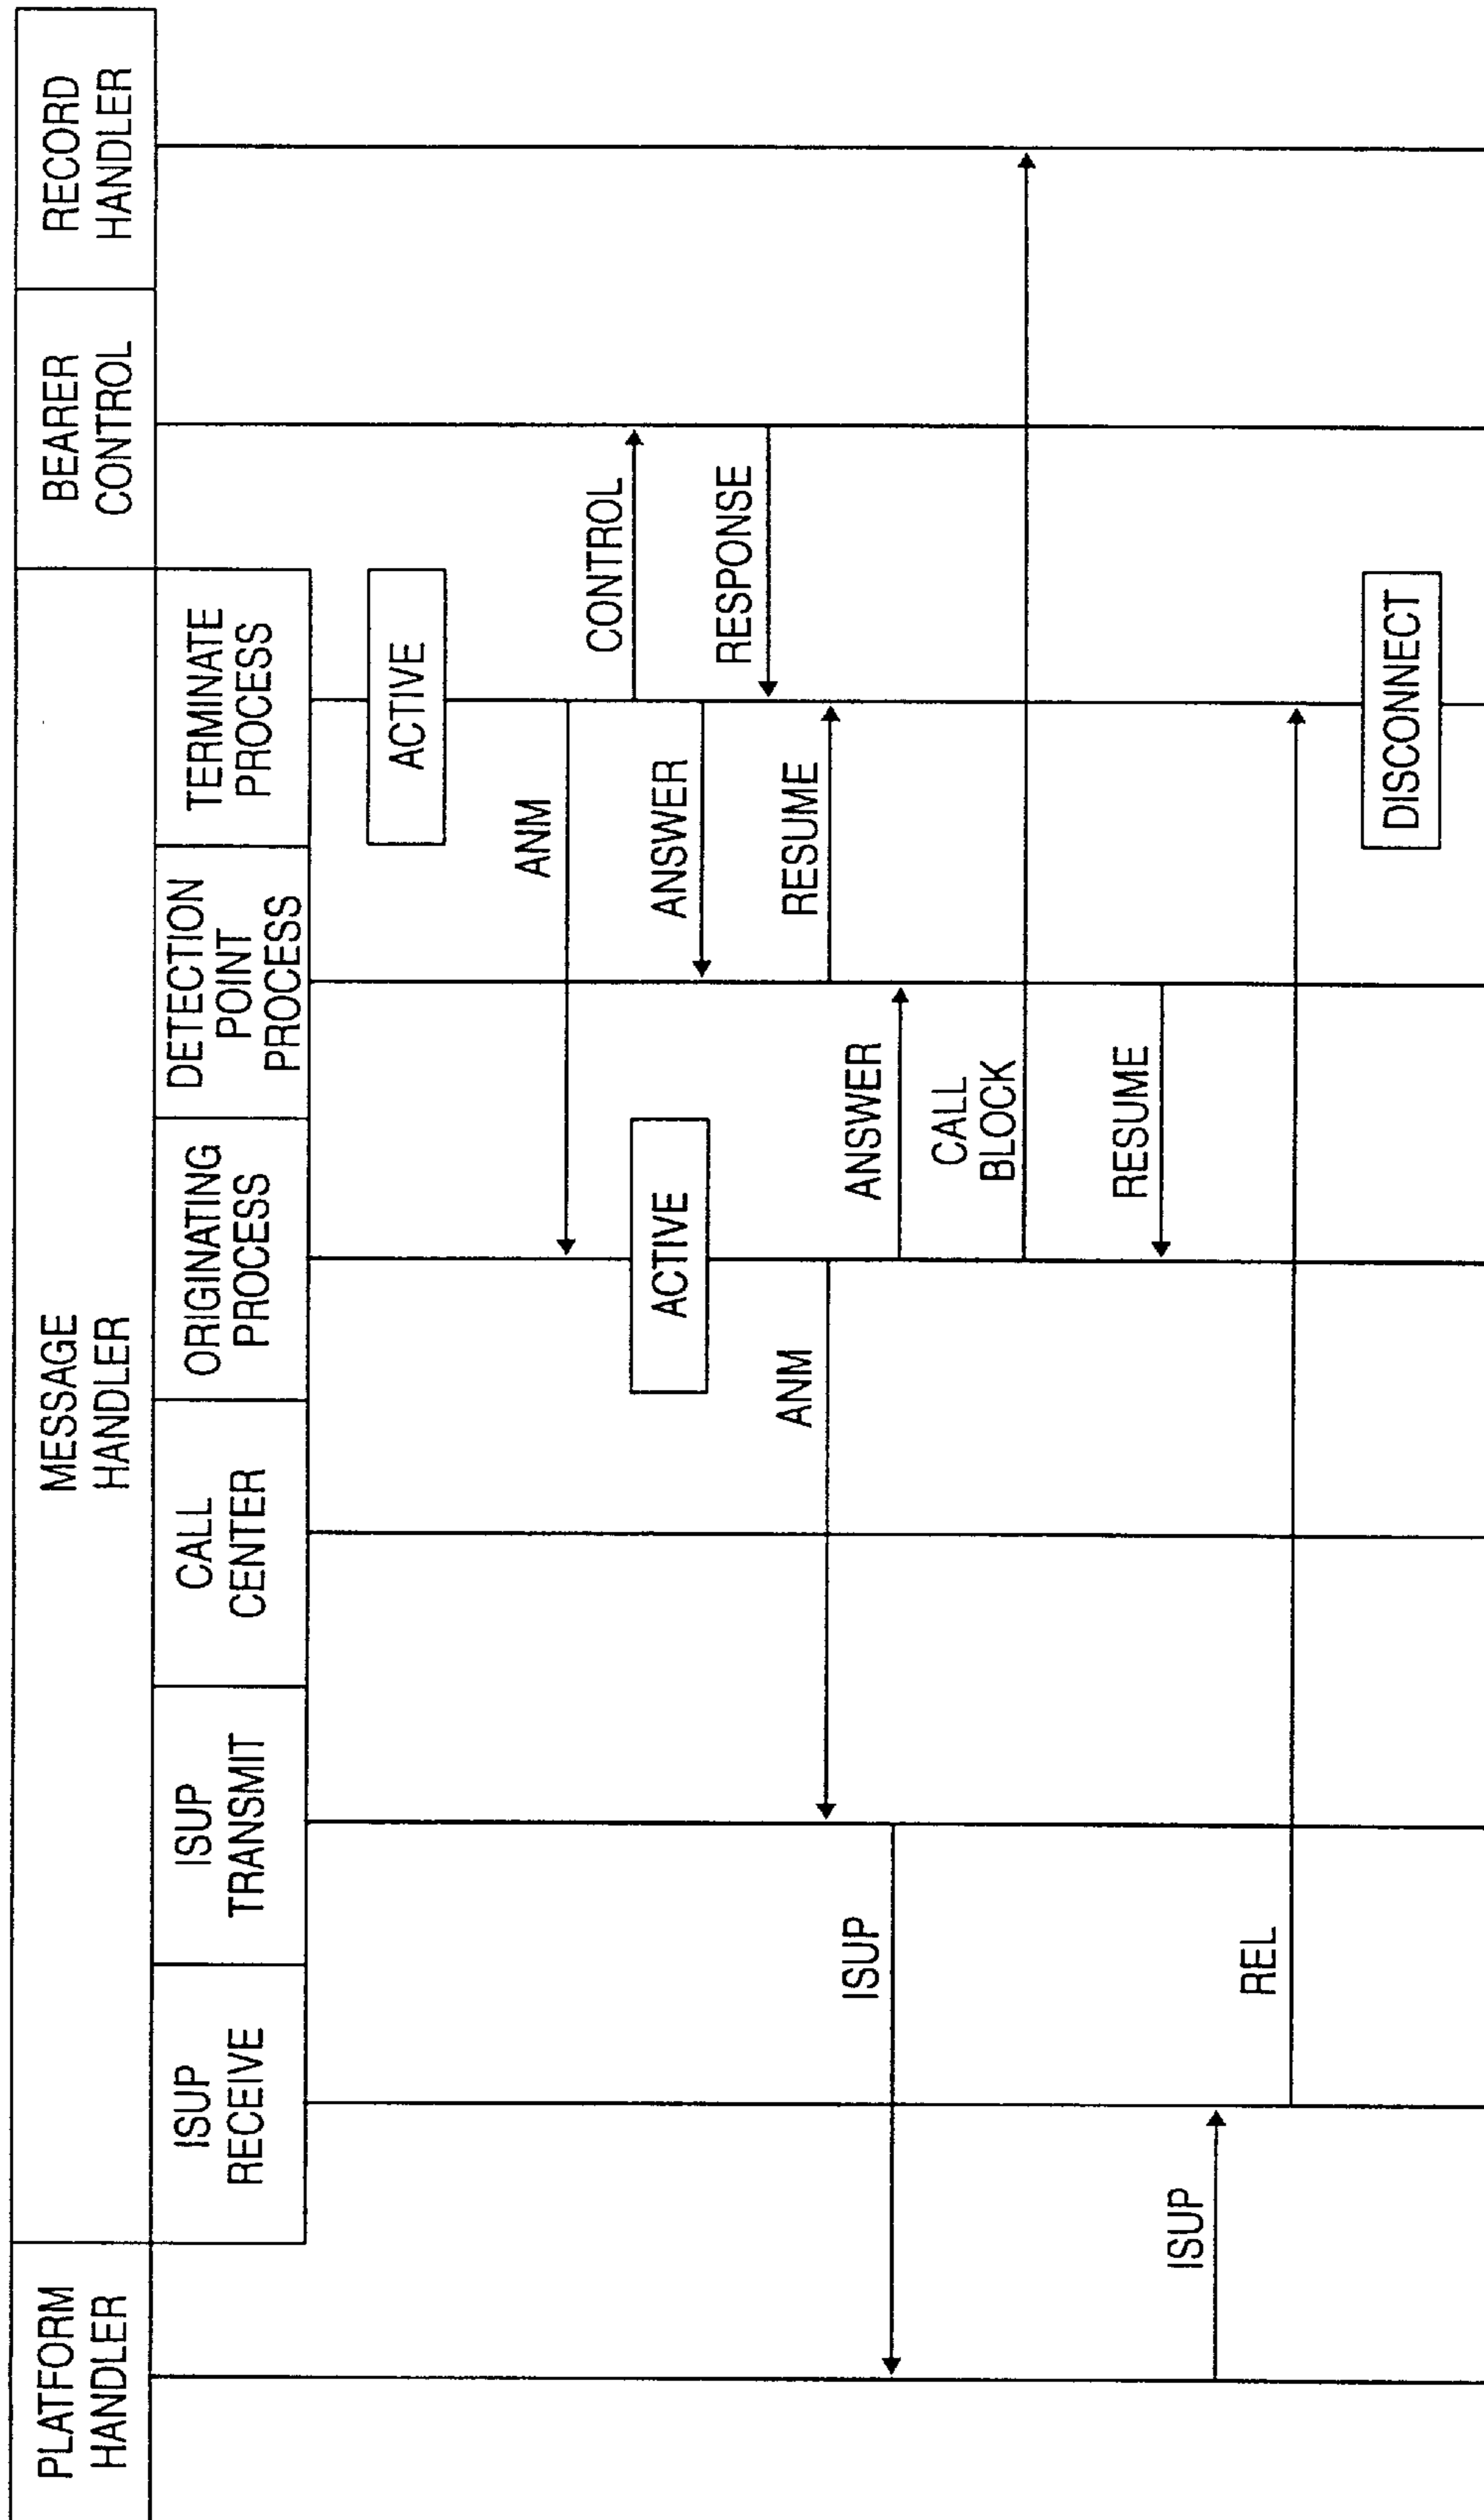 PLATFORM
HANDLER
MESSAGE
HANDLER
BEARER
CONTROL
RECORD
HANDLER
ISUP
RECEIVE
ISUP
TRANSMIT
CALL
CENTER
ORIGINATING
PROCESS
DETECTION
POINT
PROCESS
TERMINATE
PROCESS
ACTIVE
ANM
CONTROL
ACTIVE
ANSWER
RESPONSE
ANM
RESUME
ISUP
ANSWER
CALL
BLOCK
RESUME
ISUP
REL
DISCONNECT